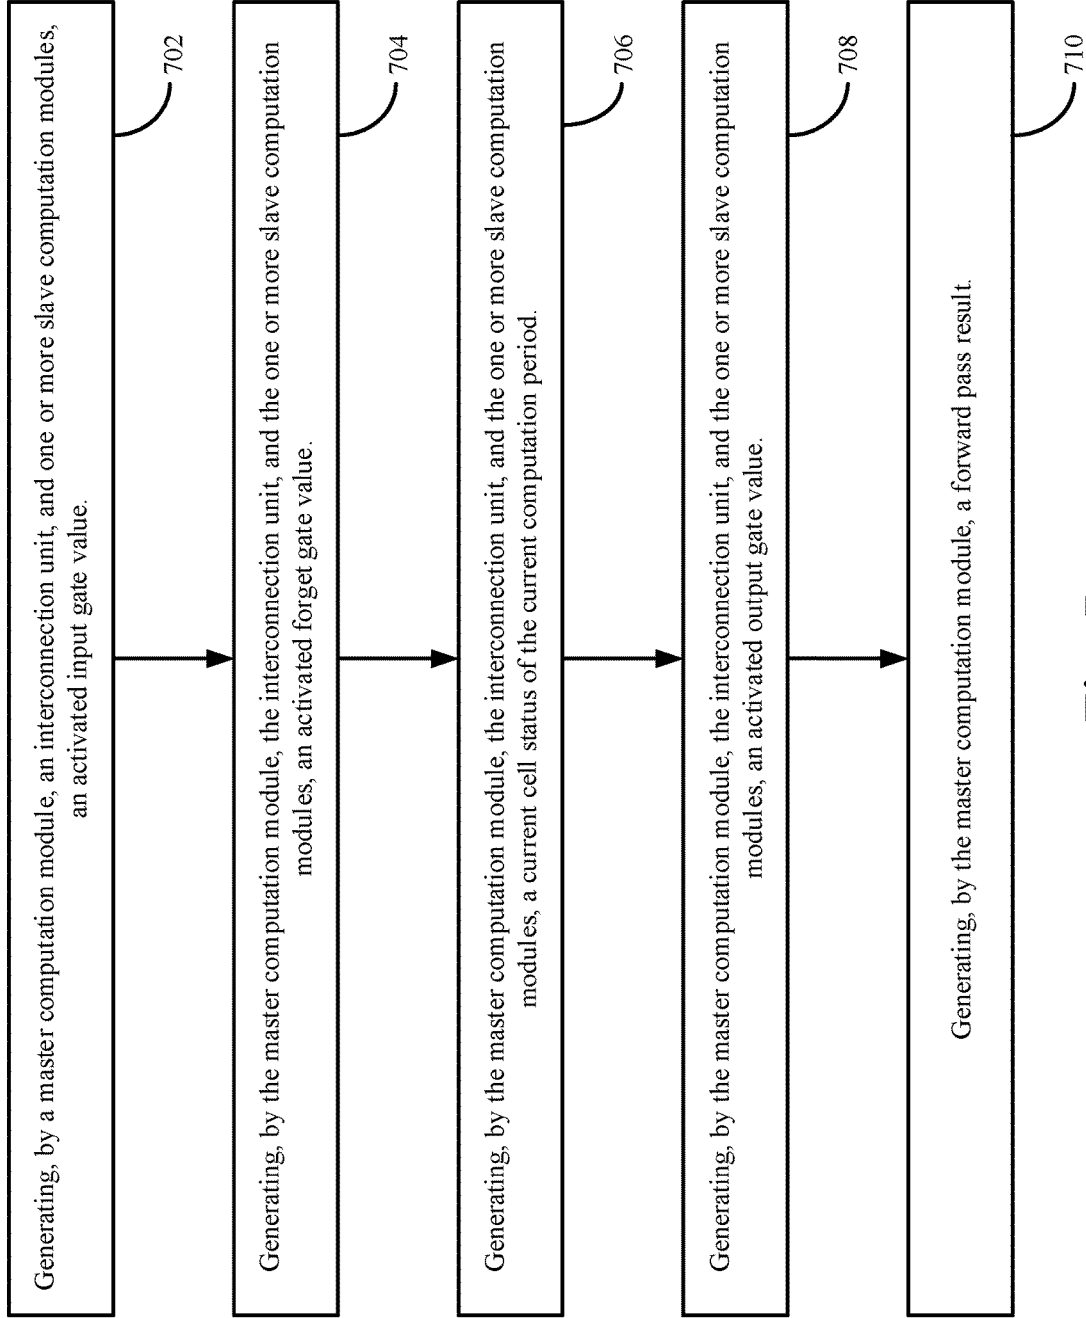 Generating, by a master computation module, an interconnection unit, and one or more slave computation modules,
an activated input gate value.
702
Generating, by the master computation module, the interconnection unit, and the one or more slave computation
modules, an activated forget gate value.
704
Generating, by the master computation module, the interconnection unit, and the one or more slave computation
modules, a current cell status of the current computation period.
706
Generating, by the master computation module, the interconnection unit, and the one or more slave computation
modules, an activated output gate value.
708
Generating, by the master computation module, a forward pass result.
710